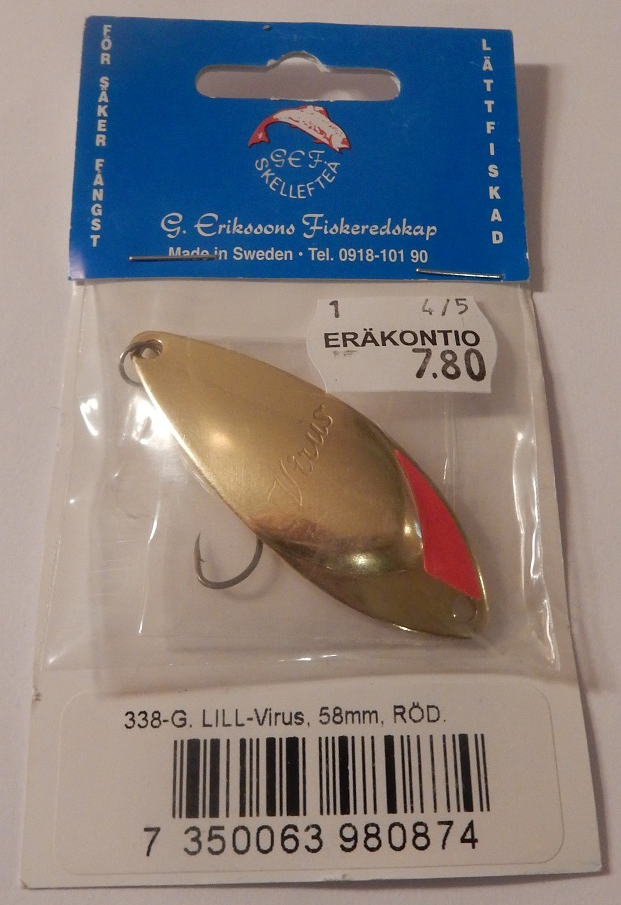 FÖR SÄKER FÅNGST
LÄTTFISKAD
G.E.F.
SKELLEFTEÅ
G. Erikssons Fiskeredskap
Made in Sweden • Tel. 0918-101 90
1 4/5
ERÄKONTIO
7.80
Virus
338-G. LILL-Virus, 58mm, RÖD.
7 350063 980874